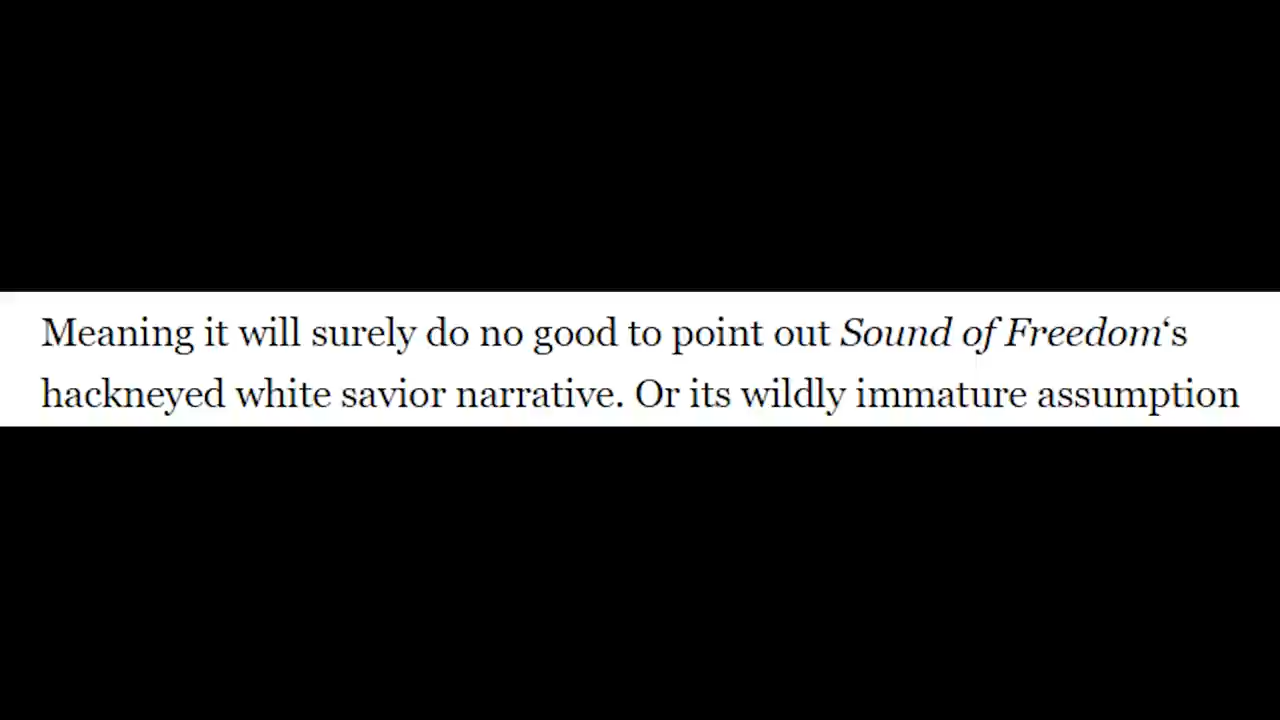 Meaning it will surely do no good to point out Sound of Freedom‘s
hackneyed white savior narrative. Or its wildly immature assumption